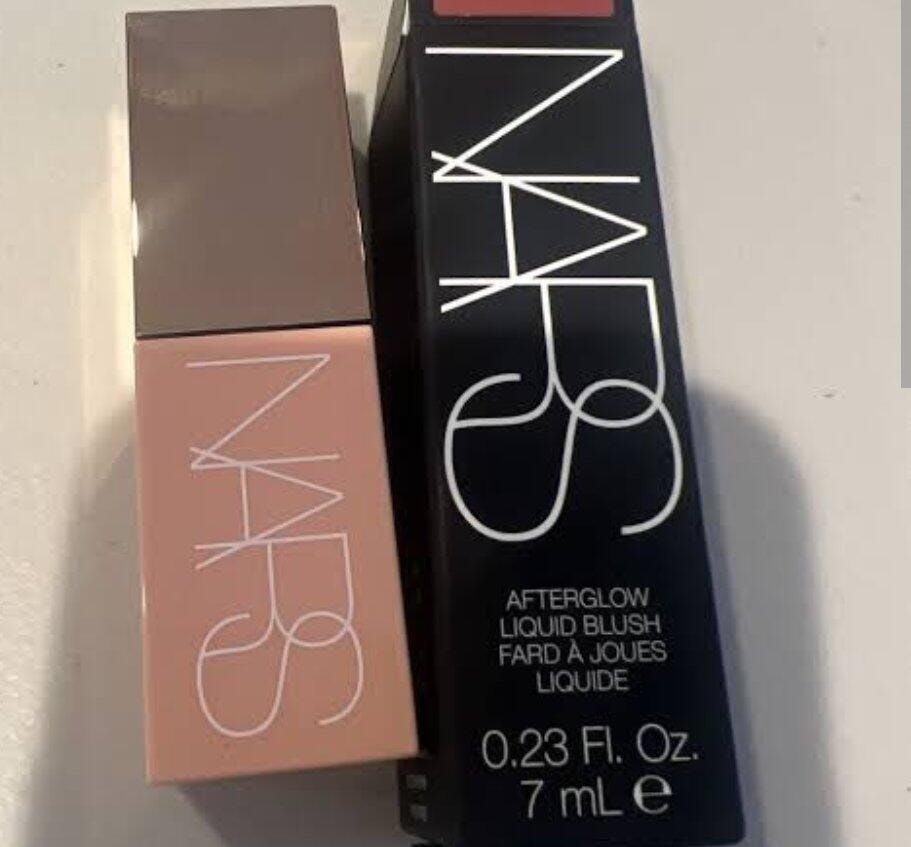 NARS
NARS
AFTERGLOW
LIQUID BLUSH
FARD À JOUES
LIQUIDE
0.23 Fl. Oz.
7 mL ℮